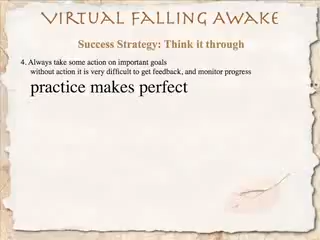 Virtual Falling Awake
Success Strategy: Think it through
4. Always take some action on important goals
without action it is very difficult to get feedback, and monitor progress
practice makes perfect